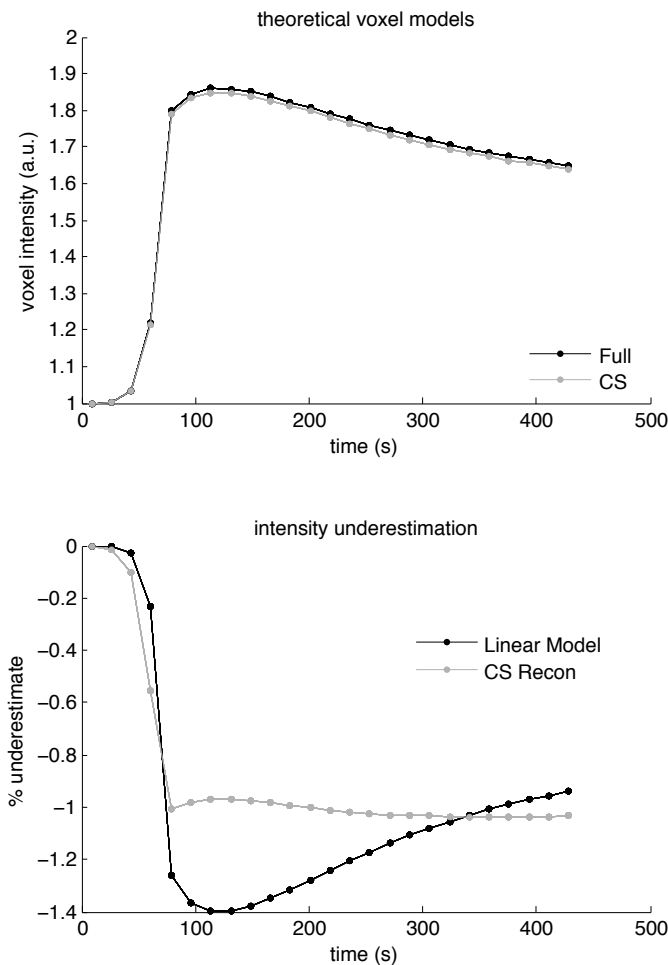 theoretical voxel models
voxel intensity (a.u.)
2
1.9
1.8
1.7
1.6
1.5
1.4
1.3
1.2
1.1
1
Full
CS
0 100 200 300 400 500
time (s)
intensity underestimation
% underestimate
0
−0.2
−0.4
−0.6
−0.8
−1
−1.2
−1.4
Linear Model
CS Recon
0 100 200 300 400 500
time (s)